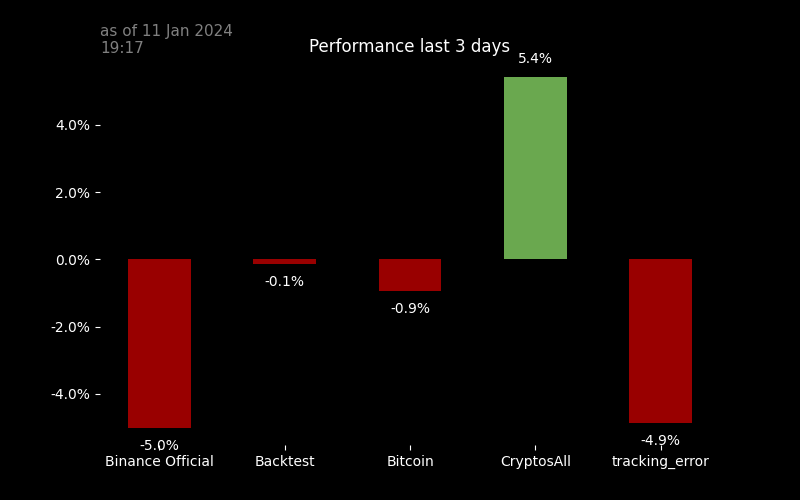 as of 11 Jan 2024
19:17
Performance last 3 days
5.4%
4.0%
2.0%
0.0%
-0.1%
-0.9%
-2.0%
-4.0%
-5.0%
-4.9%
Binance Official
Backtest
Bitcoin
CryptosAll
tracking_error